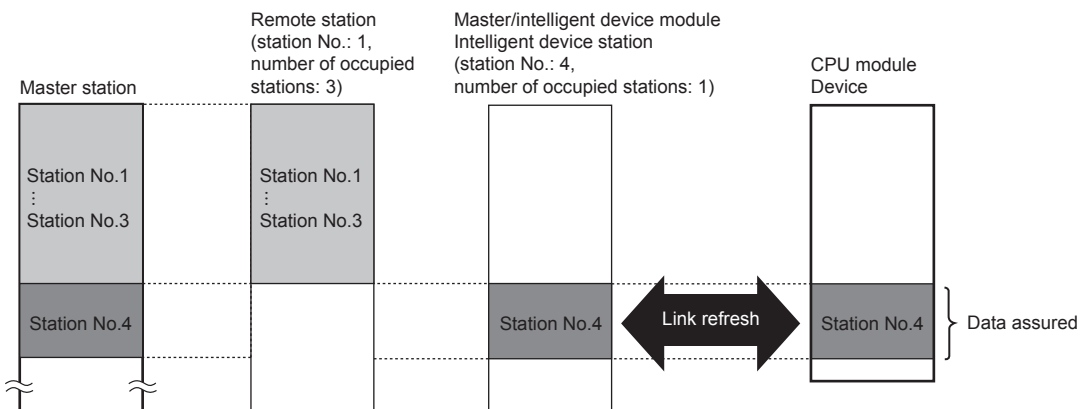 Master station
Remote station
(station No.: 1,
number of occupied
stations: 3)
Master/intelligent device module
Intelligent device station
(station No.: 4,
number of occupied stations: 1)
CPU module
Device
Station No.1
⋮
Station No.3
Station No.1
⋮
Station No.3
Station No.4
Station No.4
Link refresh
Station No.4
Data assured